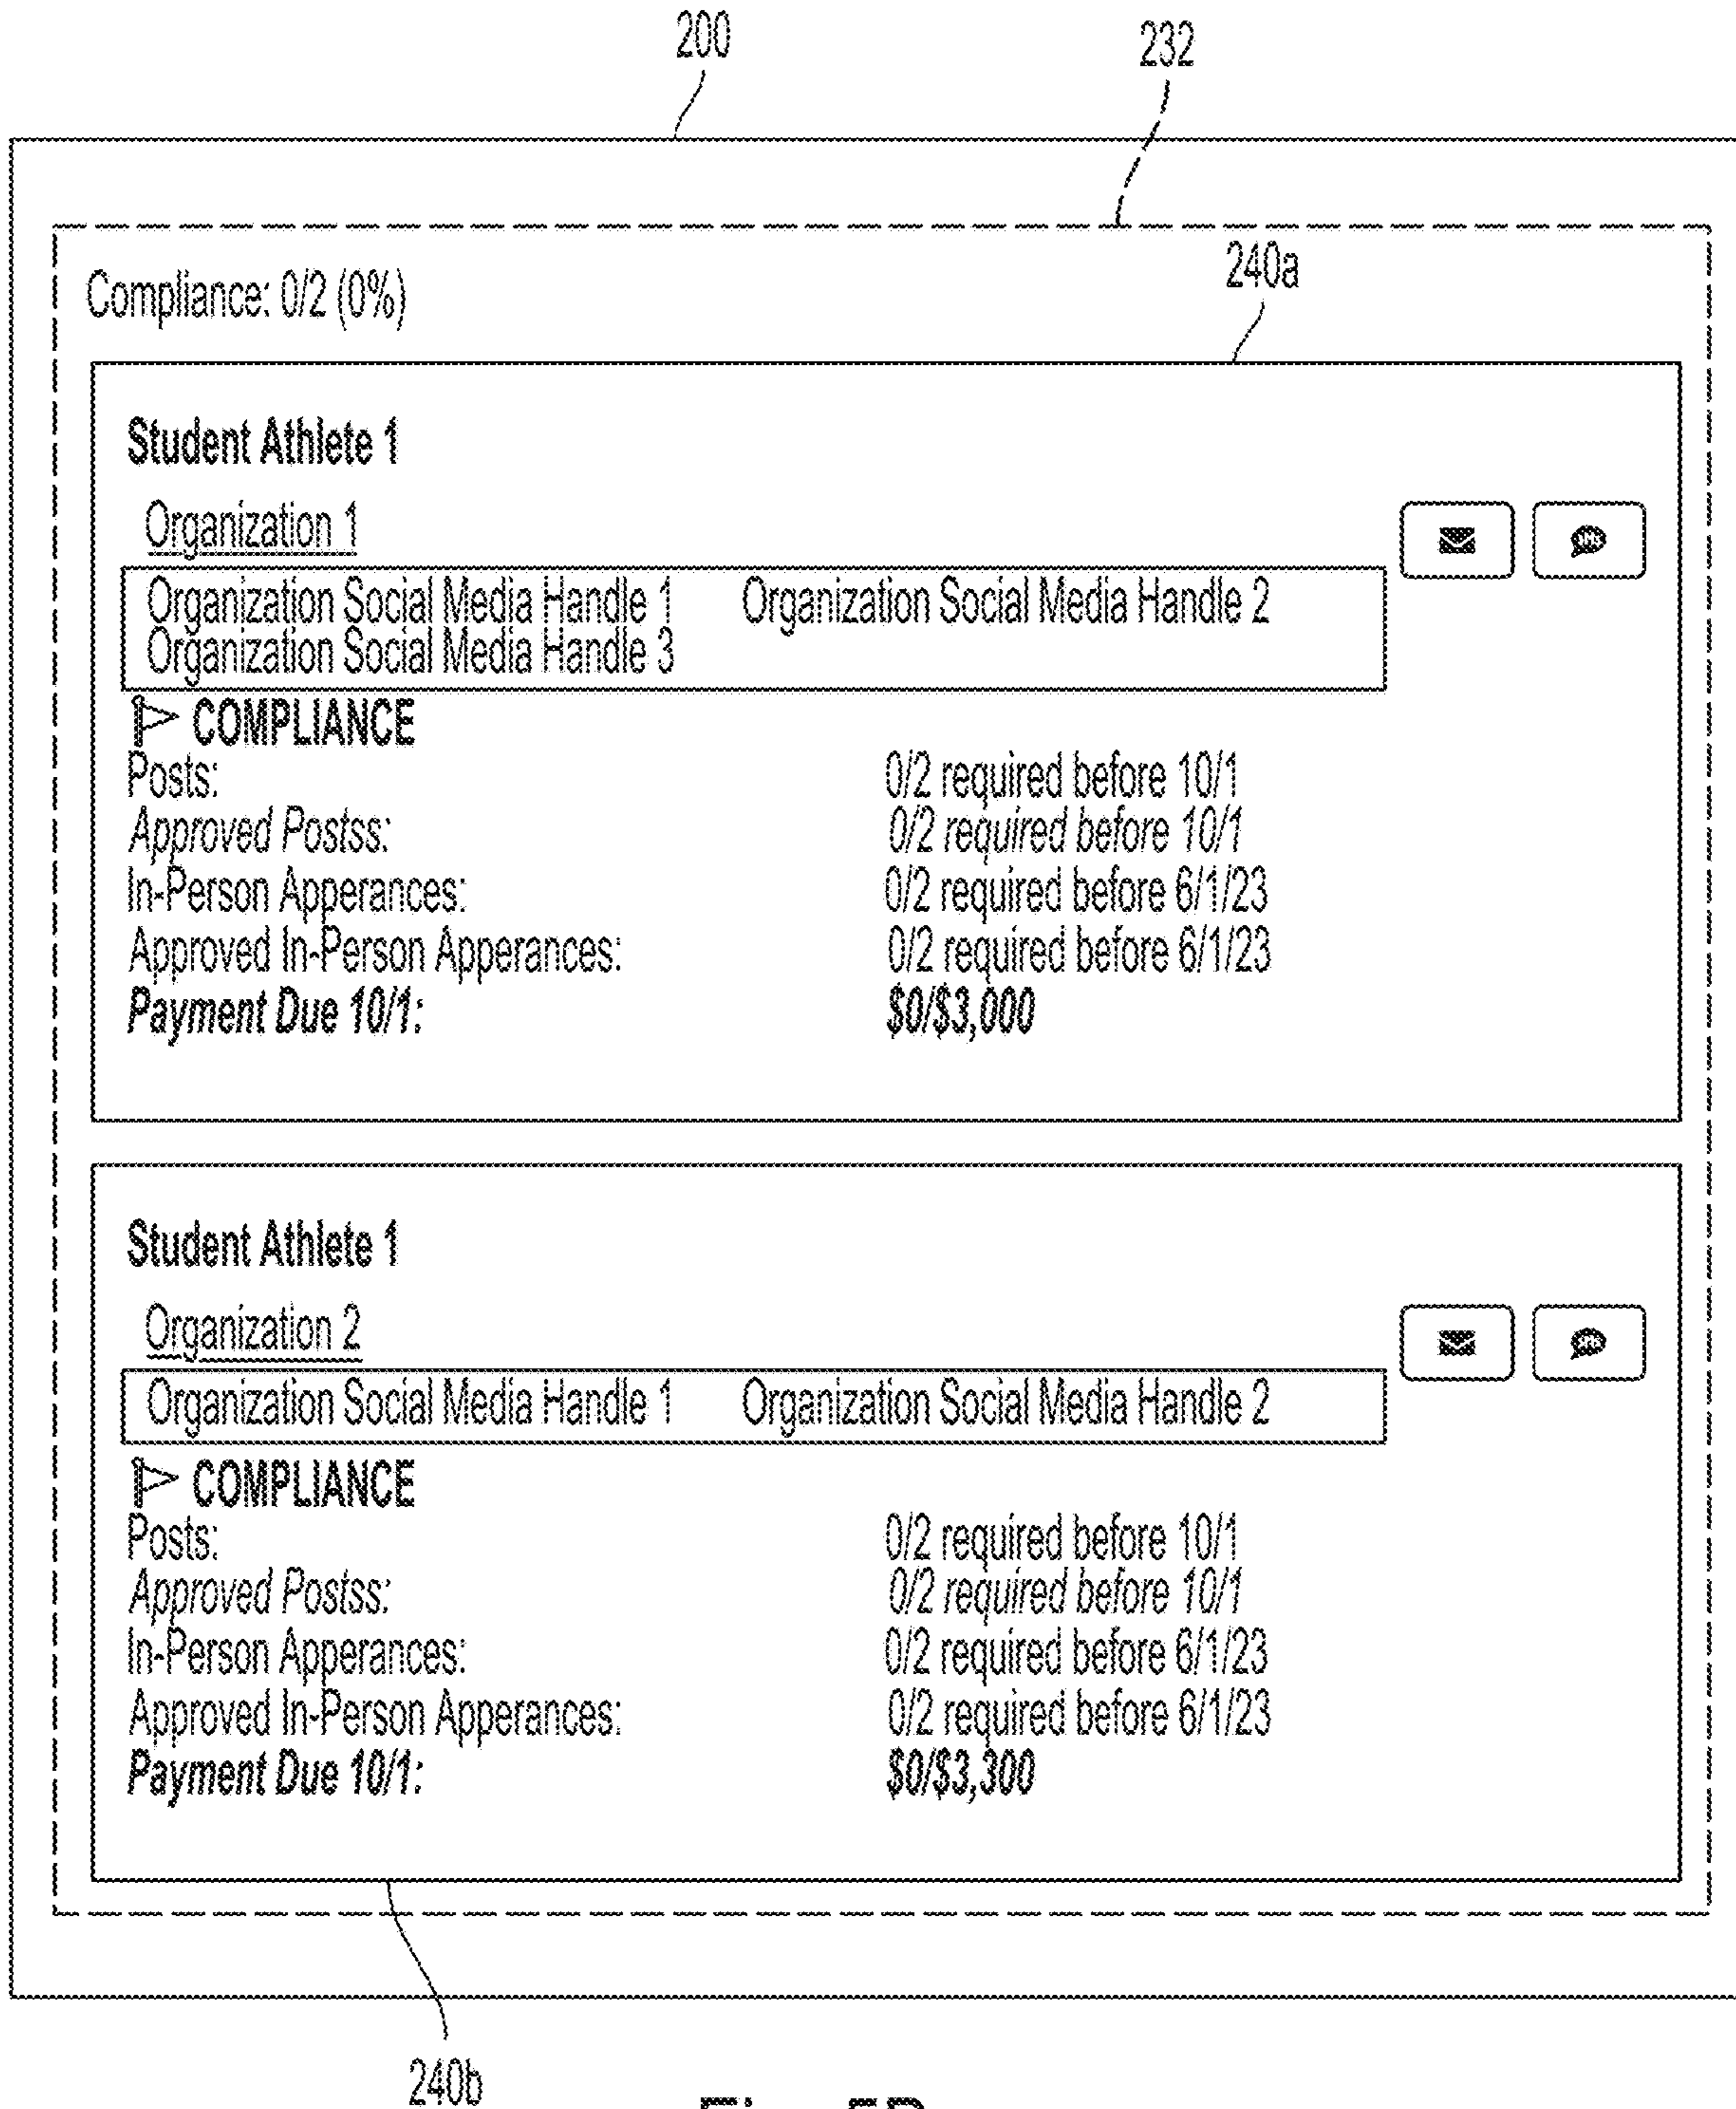 200
232
240a
Compliance: 0/2 (0%)
Student Athlete 1
Organization 1
Organization Social Media Handle 1 Organization Social Media Handle 2
Organization Social Media Handle 3
COMPLIANCE
Posts: 0/2 required before 10/1
Approved Postss: 0/2 required before 10/1
In-Person Apperances: 0/2 required before 6/1/23
Approved In-Person Apperances: 0/2 required before 6/1/23
Payment Due 10/1: $0/$3,000
Student Athlete 1
Organization 2
Organization Social Media Handle 1 Organization Social Media Handle 2
COMPLIANCE
Posts: 0/2 required before 10/1
Approved Postss: 0/2 required before 10/1
In-Person Apperances: 0/2 required before 6/1/23
Approved In-Person Apperances: 0/2 required before 6/1/23
Payment Due 10/1: $0/$3,300
240b